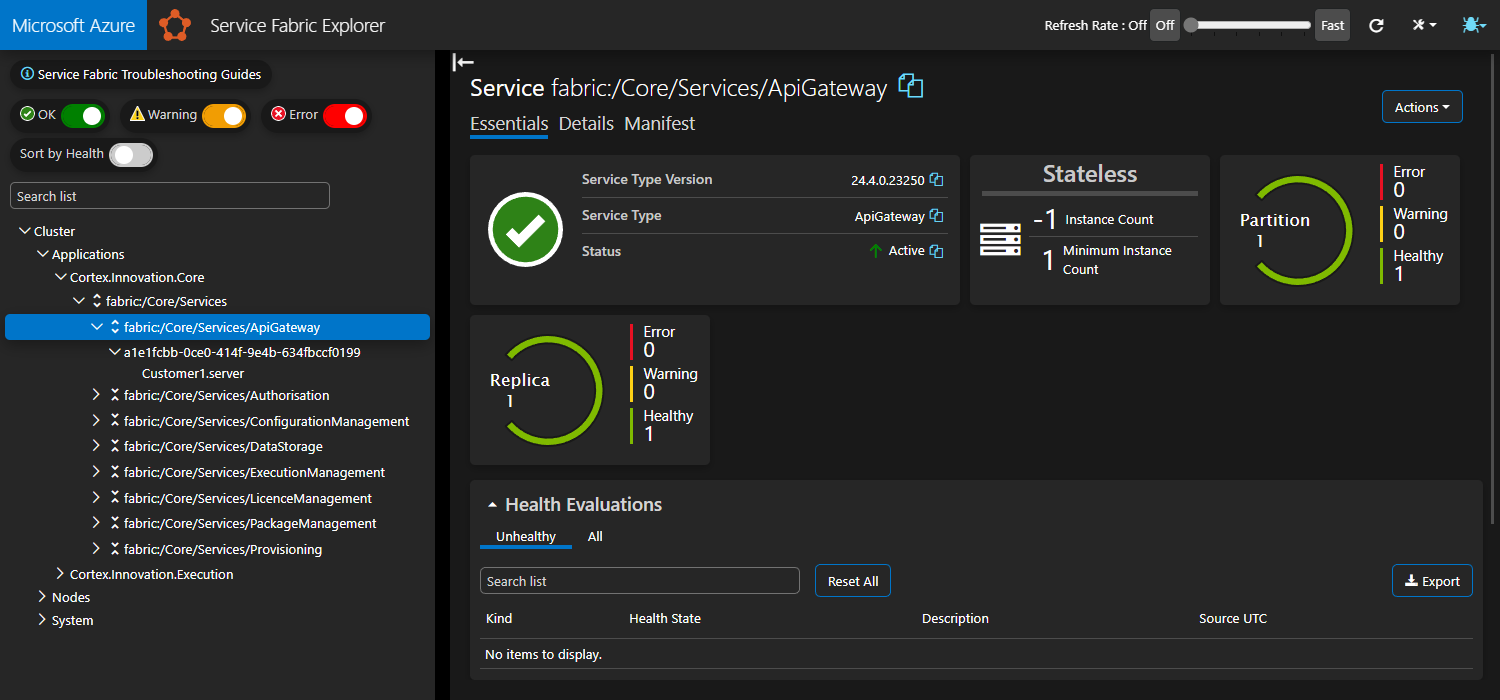 Microsoft Azure
Service Fabric Explorer
Refresh Rate : Off
Off
Fast
Service Fabric Troubleshooting Guides
OK
Warning
Error
Sort by Health
Search list
Cluster
Applications
Cortex.Innovation.Core
fabric:/Core/Services
fabric:/Core/Services/ApiGateway
a1e1fcbb-0ce0-414f-9e4b-634fbccf0199
Customer1.server
fabric:/Core/Services/Authorisation
fabric:/Core/Services/ConfigurationManagement
fabric:/Core/Services/DataStorage
fabric:/Core/Services/ExecutionManagement
fabric:/Core/Services/LicenceManagement
fabric:/Core/Services/PackageManagement
fabric:/Core/Services/Provisioning
Cortex.Innovation.Execution
Nodes
System
Service fabric:/Core/Services/ApiGateway
Actions
Essentials Details Manifest
Service Type Version 24.4.0.23250
Service Type ApiGateway
Status Active
Stateless
-1 Instance Count
1 Minimum Instance
Count
Partition
1
Error
0
Warning
0
Healthy
1
Replica
1
Error
0
Warning
0
Healthy
1
Health Evaluations
Unhealthy All
Search list
Reset All
Export
Kind Health State Description Source UTC
No items to display.